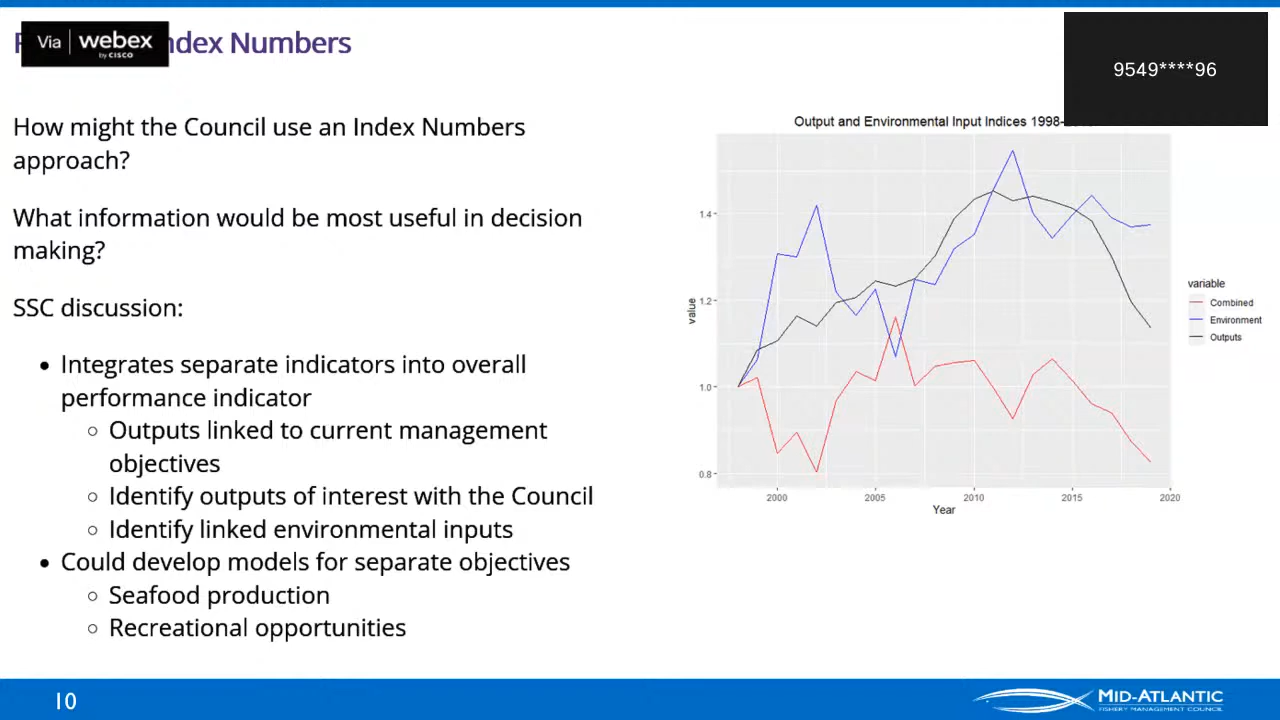 Via webex
by CISCO
ndex Numbers
9549****96
How might the Council use an Index Numbers
approach?
What information would be most useful in decision
making?
SSC discussion:
• Integrates separate indicators into overall
performance indicator
○ Outputs linked to current management
objectives
○ Identify outputs of interest with the Council
○ Identify linked environmental inputs
• Could develop models for separate objectives
○ Seafood production
○ Recreational opportunities
Output and Environmental Input Indices 1998-
1.4
1.2
1.0
0.8
value
2000 2005 2010 2015 2020
Year
variable
Combined
Environment
Outputs
10
MID-ATLANTIC
FISHERY MANAGEMENT COUNCIL